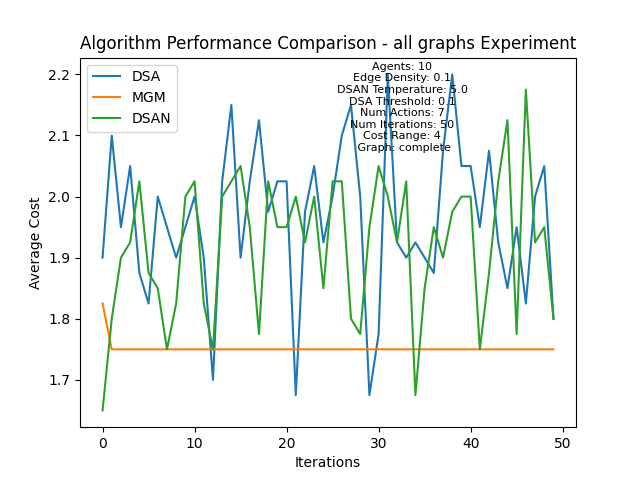 Algorithm Performance Comparison - all graphs Experiment
DSA
MGM
DSAN
Agents: 10
Edge Density: 0.1
DSAN Temperature: 5.0
DSA Threshold: 0.1
Num Actions: 7
Num Iterations: 50
Cost Range: 4
Graph: complete
Average Cost
2.2
2.1
2.0
1.9
1.8
1.7
0 10 20 30 40 50
Iterations